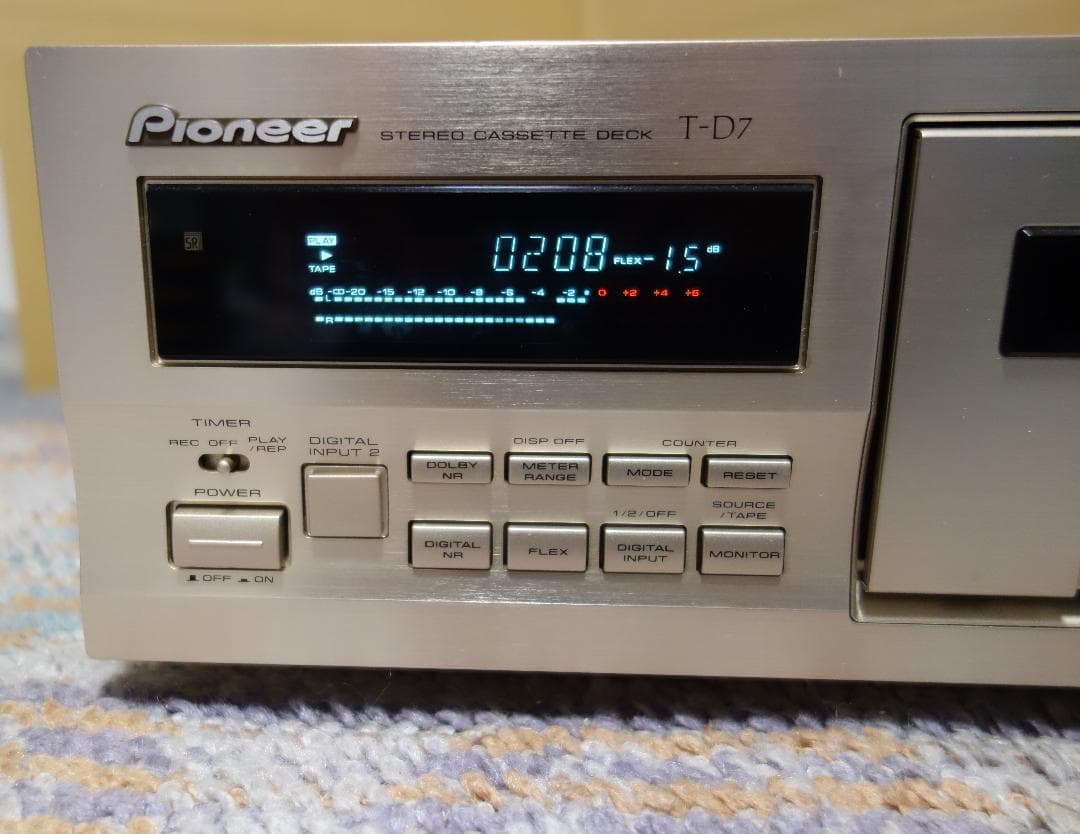 Pioneer STEREO CASSETTE DECK T-D7
SR
PLAY
TAPE
0208 FLEX -1.5 dB
dB -∞ -20 -15 -12 -10 -8 -6 -4 -2 • 0 +2 +4 +6
L
R
TIMER
REC OFF PLAY /REP
POWER
OFF ON
DIGITAL INPUT 2
DISP OFF COUNTER
DOLBY NR METER RANGE MODE RESET
1/2/OFF SOURCE /TAPE
DIGITAL NR FLEX DIGITAL INPUT MONITOR